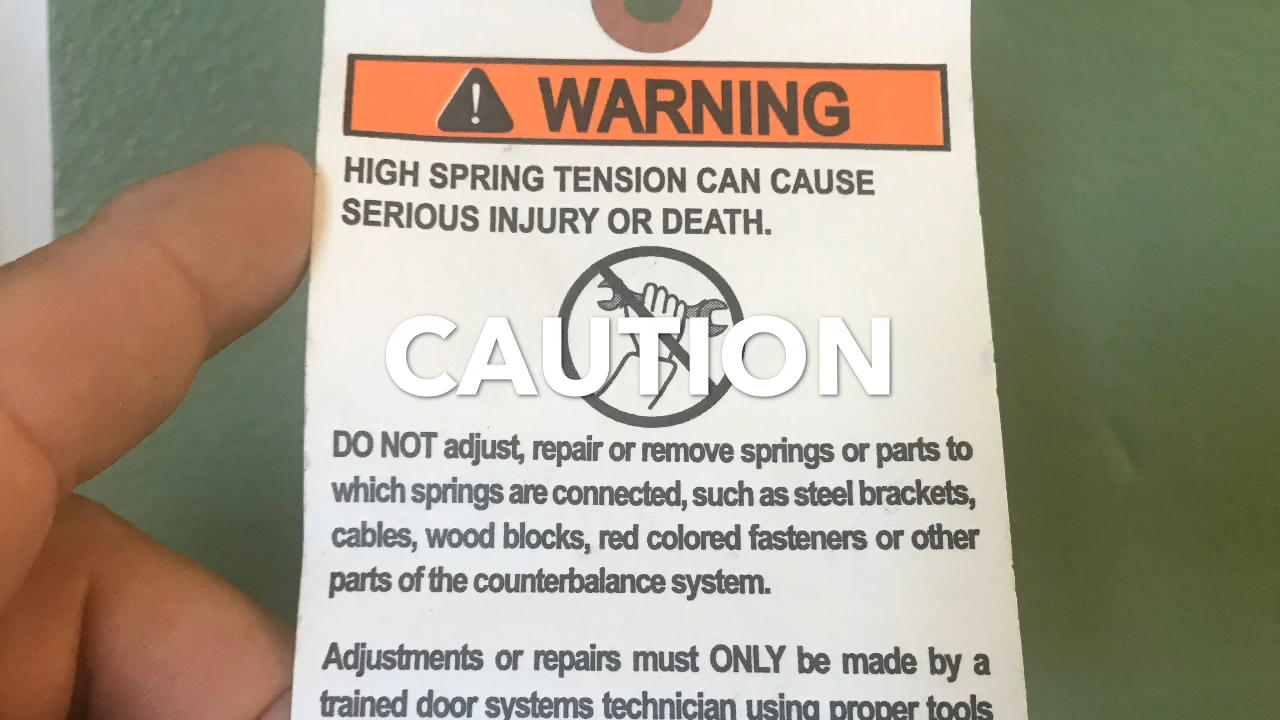 WARNING
HIGH SPRING TENSION CAN CAUSE
SERIOUS INJURY OR DEATH.
CAUTION
DO NOT adjust, repair or remove springs or parts to
which springs are connected, such as steel brackets,
cables, wood blocks, red colored fasteners or other
parts of the counterbalance system.
Adjustments or repairs must ONLY be made by a
trained door systems technician using proper tools